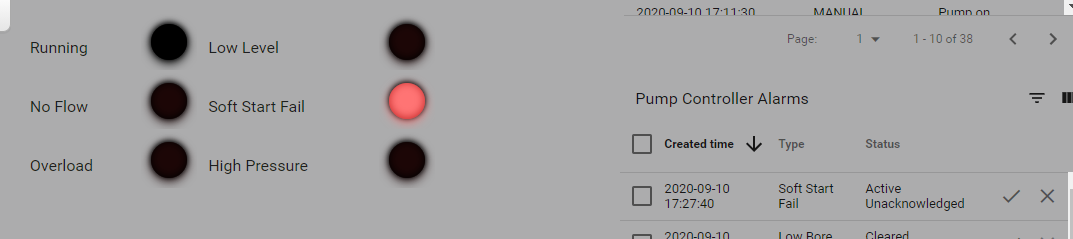 2020-09-10 17:11:30 MANUAL Pump on
Page: 1 1 - 10 of 38
Running Low Level
No Flow Soft Start Fail
Overload High Pressure
Pump Controller Alarms
Created time Type Status
2020-09-10 Soft Start Active
17:27:40 Fail Unacknowledged
2020-09-10 Low Bore Cleared